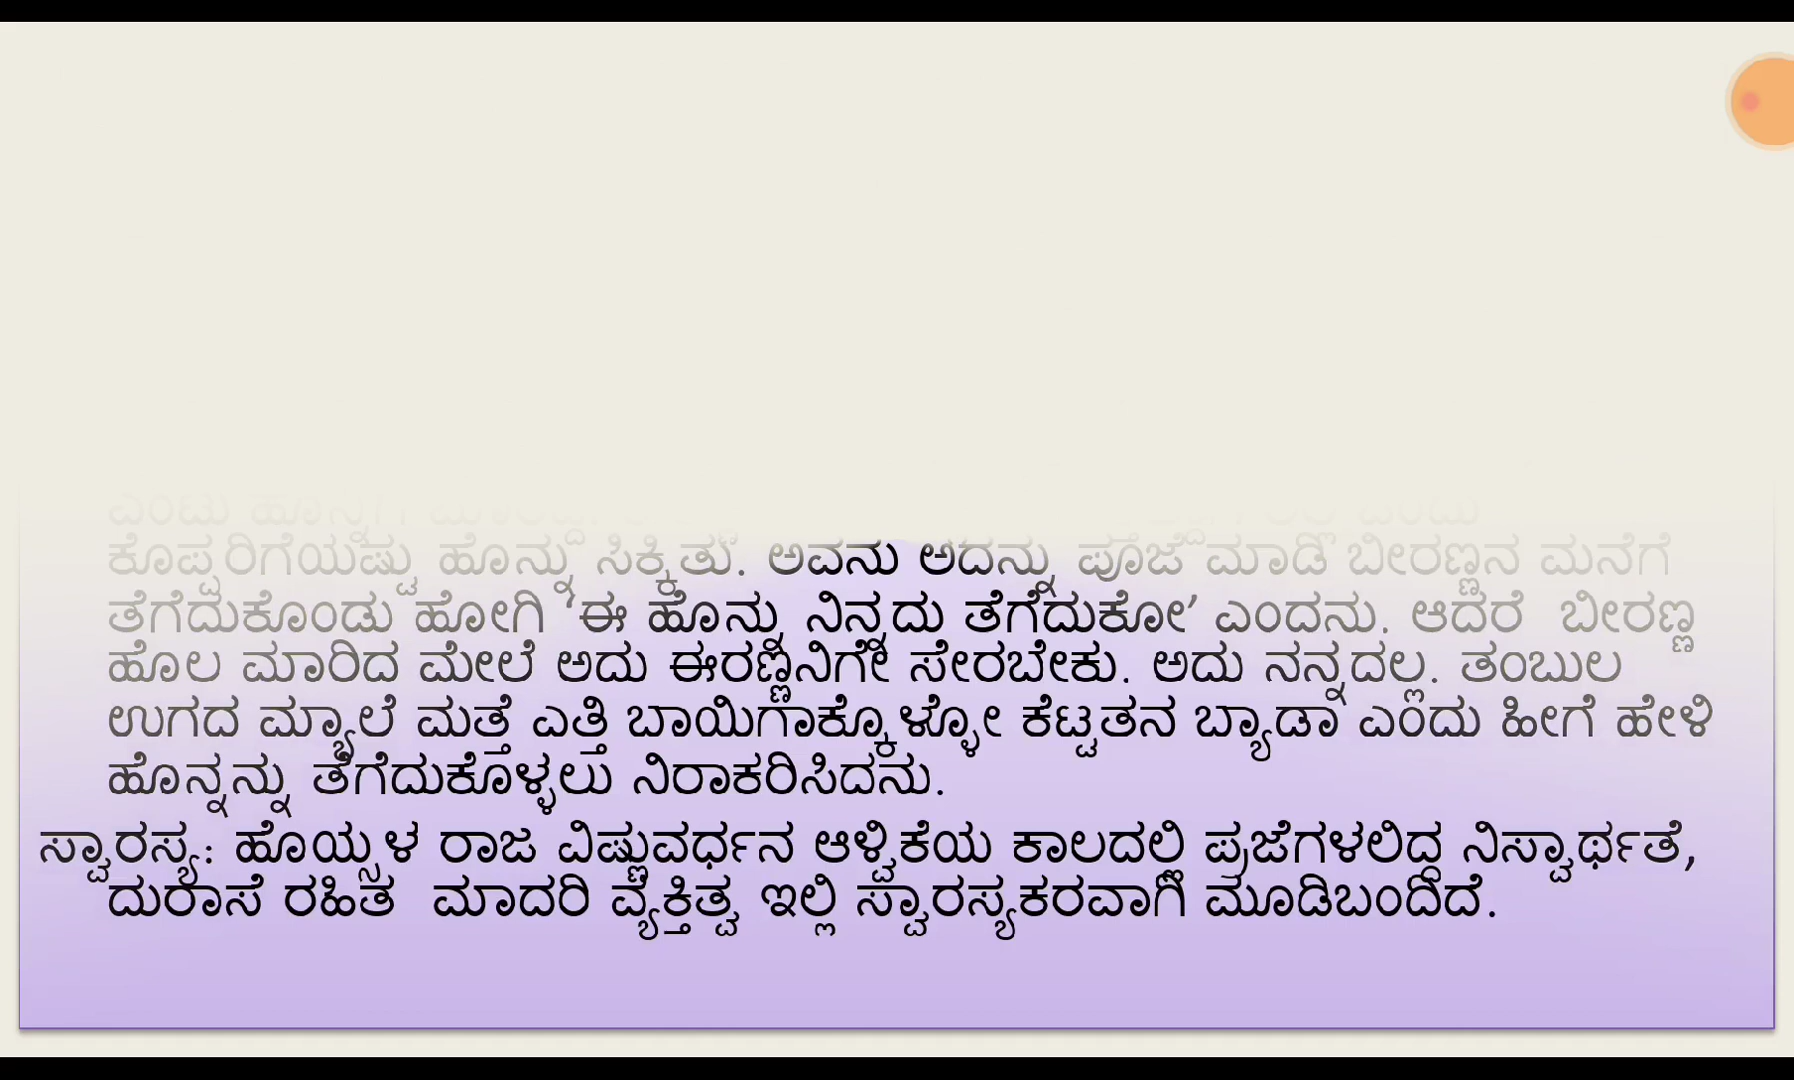 ಎಂಟು ಹೊನ್ನಿಗೆ
ಕೊಪ್ಪರಿಗೆಯಷ್ಟು ಹೊನ್ನು ಸಿಕ್ಕಿತು. ಅವನು ಅದನ್ನು ಪೂಜೆ ಮಾಡಿ ಬೀರಣ್ಣನ ಮನೆಗೆ
ತೆಗೆದುಕೊಂಡು ಹೋಗಿ ‘ಈ ಹೊನ್ನು ನಿನ್ನದು ತೆಗೆದುಕೋ’ ಎಂದನು. ಆದರೆ ಬೀರಣ್ಣ
ಹೊಲ ಮಾರಿದ ಮೇಲೆ ಅದು ಈರಣ್ಣನಿಗೇ ಸೇರಬೇಕು. ಅದು ನನ್ನದಲ್ಲ. ತಂಬುಲ
ಉಗದ ಮ್ಯಾಲೆ ಮತ್ತೆ ಎತ್ತಿ ಬಾಯಿಗಾಕ್ಕೊಳ್ಳೋ ಕೆಟ್ಟತನ ಬ್ಯಾಡಾ ಎಂದು ಹೀಗೆ ಹೇಳಿ
ಹೊನ್ನನ್ನು ತೆಗೆದುಕೊಳ್ಳಲು ನಿರಾಕರಿಸಿದನು.
ಸ್ವಾರಸ್ಯ: ಹೊಯ್ಸಳ ರಾಜ ವಿಷ್ಣುವರ್ಧನ ಆಳ್ವಿಕೆಯ ಕಾಲದಲ್ಲಿ ಪ್ರಜೆಗಳಲಿದ್ದ ನಿಸ್ವಾರ್ಥತೆ,
ದುರಾಸೆ ರಹಿತ ಮಾದರಿ ವ್ಯಕ್ತಿತ್ವ ಇಲ್ಲಿ ಸ್ವಾರಸ್ಯಕರವಾಗಿ ಮೂಡಿಬಂದಿದೆ.